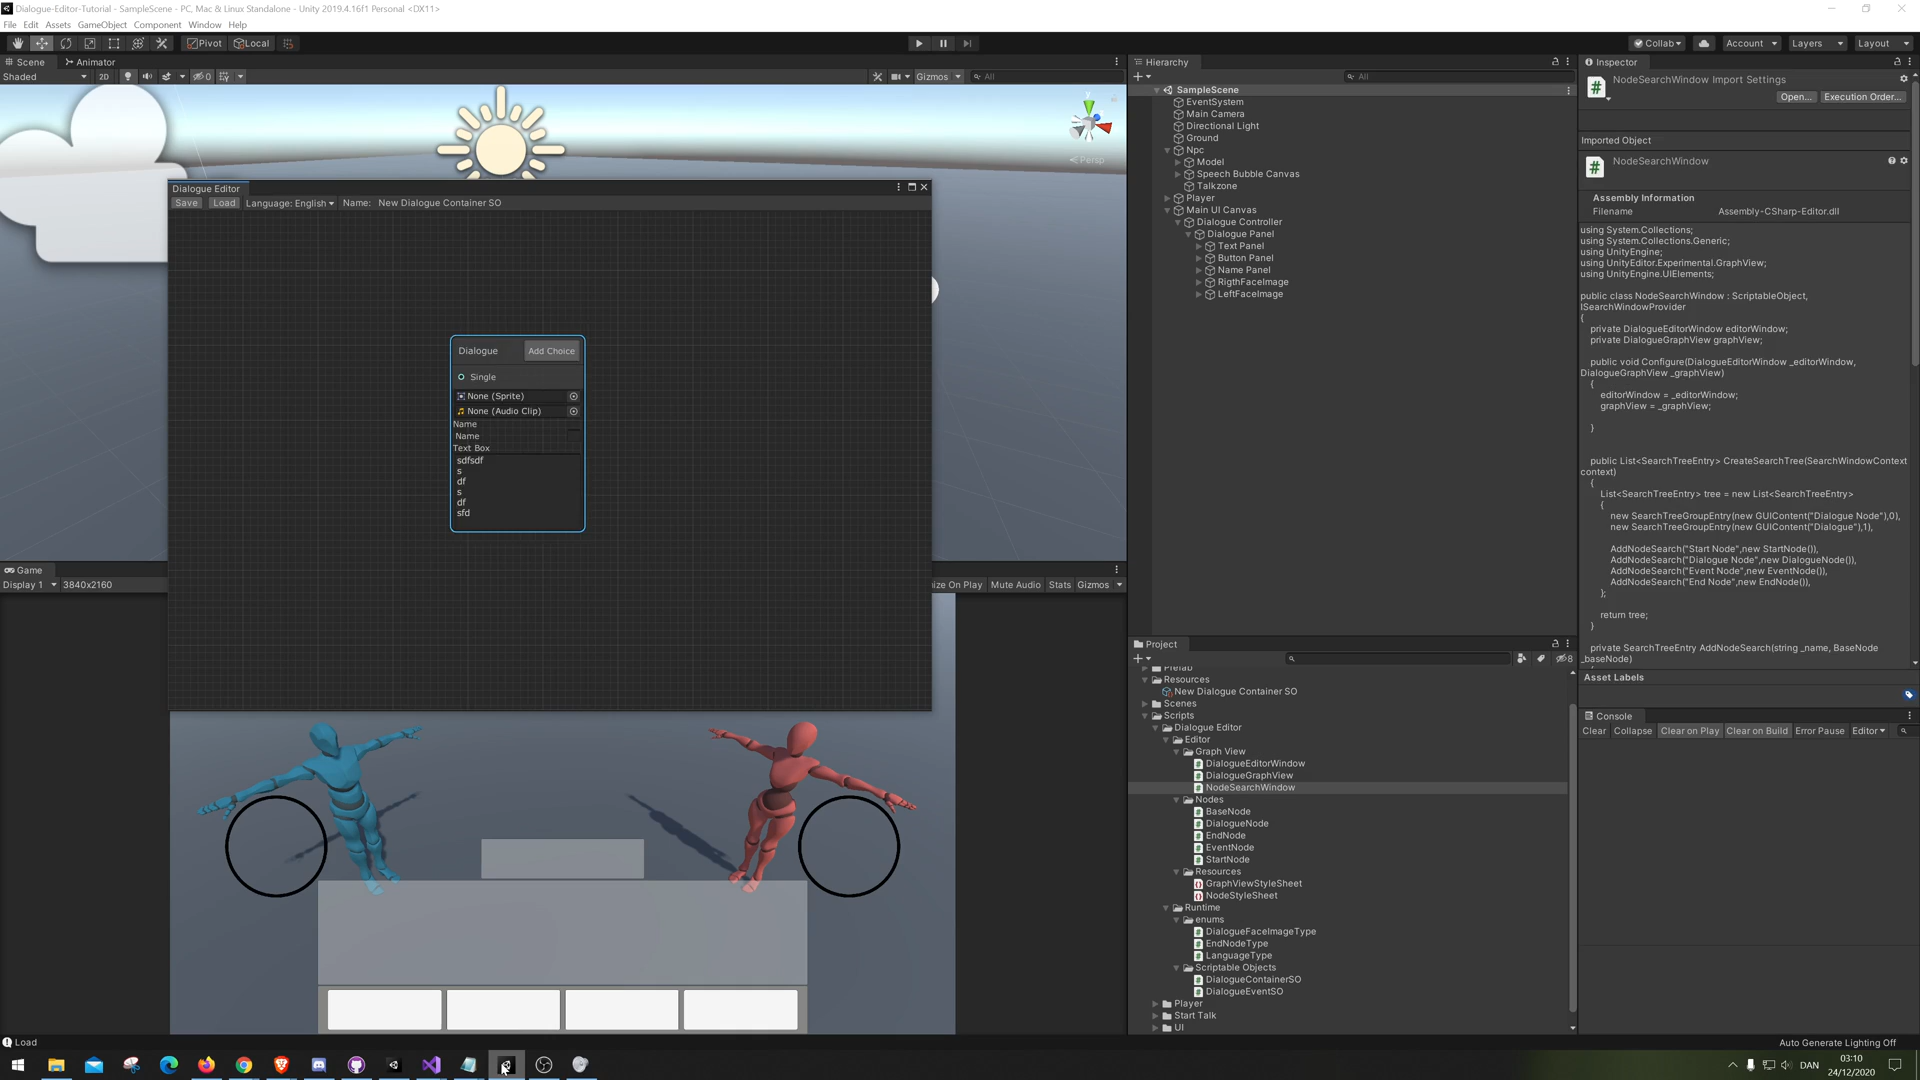 Dialogue-Editor-Tutorial - SampleScene - PC, Mac & Linux Standalone - Unity 2019.4.16f1 Personal <DX11>
File Edit Assets GameObject Component Window Help
Pivot Local
Collab Account Layers Layout
Scene Animator
Shaded 2D 0 Gizmos All
y
Persp
Dialogue Editor
Save Load Language: English Name: New Dialogue Container SO
Dialogue Add Choice
Single
None (Sprite)
None (Audio Clip)
Name
Name
Text Box
sdfsdf
s
df
s
df
sfd
Game
Display 1 3840x2160
ize On Play Mute Audio Stats Gizmos
Hierarchy
All
SampleScene
EventSystem
Main Camera
Directional Light
Ground
Npc
Model
Speech Bubble Canvas
Talkzone
Player
Main UI Canvas
Dialogue Controller
Dialogue Panel
Text Panel
Button Panel
Name Panel
RigthFaceImage
LeftFaceImage
Project
8
Prefab
Resources
New Dialogue Container SO
Scenes
Scripts
Dialogue Editor
Editor
Graph View
DialogueEditorWindow
DialogueGraphView
NodeSearchWindow
Nodes
BaseNode
DialogueNode
EndNode
EventNode
StartNode
Resources
GraphViewStyleSheet
NodeStyleSheet
Runtime
enums
DialogueFaceImageType
EndNodeType
LanguageType
Scriptable Objects
DialogueContainerSO
DialogueEventSO
Player
Start Talk
UI
Inspector
NodeSearchWindow Import Settings
Open... Execution Order...
Imported Object
NodeSearchWindow
Assembly Information
Filename Assembly-CSharp-Editor.dll
using System.Collections;
using System.Collections.Generic;
using UnityEngine;
using UnityEditor.Experimental.GraphView;
using UnityEngine.UIElements;
public class NodeSearchWindow : ScriptableObject,
ISearchWindowProvider
{
private DialogueEditorWindow editorWindow;
private DialogueGraphView graphView;
public void Configure(DialogueEditorWindow _editorWindow,
DialogueGraphView _graphView)
{
editorWindow = _editorWindow;
graphView = _graphView;
}
public List<SearchTreeEntry> CreateSearchTree(SearchWindowContext
context)
{
List<SearchTreeEntry> tree = new List<SearchTreeEntry>
{
new SearchTreeGroupEntry(new GUIContent("Dialogue Node"),0),
new SearchTreeGroupEntry(new GUIContent("Dialogue"),1),
AddNodeSearch("Start Node",new StartNode()),
AddNodeSearch("Dialogue Node",new DialogueNode()),
AddNodeSearch("Event Node",new EventNode()),
AddNodeSearch("End Node",new EndNode()),
};
return tree;
}
private SearchTreeEntry AddNodeSearch(string _name, BaseNode
_baseNode)
Asset Labels
Console
Clear Collapse Clear on Play Clear on Build Error Pause Editor
Load
Auto Generate Lighting Off
DAN
03:10
24/12/2020